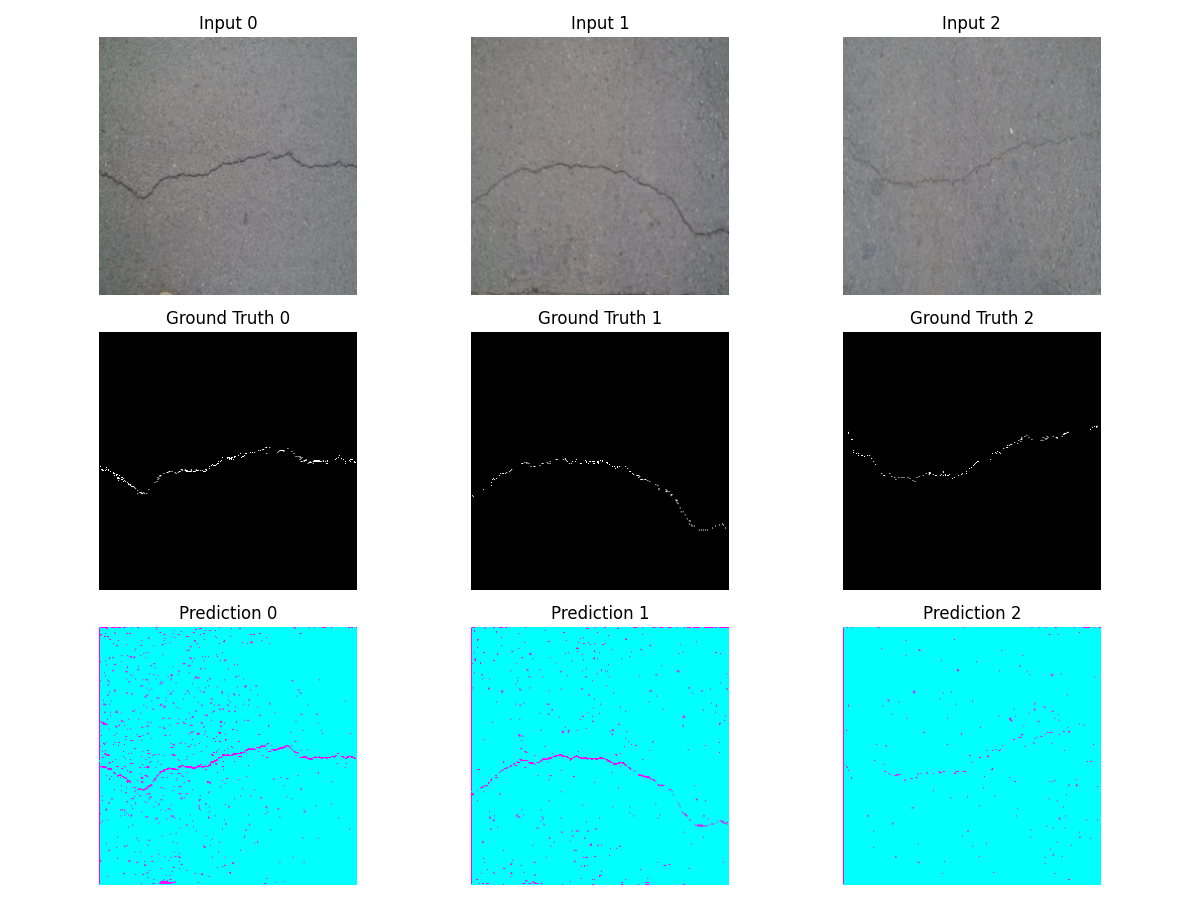 Input 0
Input 1
Input 2
Ground Truth 0
Ground Truth 1
Ground Truth 2
Prediction 0
Prediction 1
Prediction 2